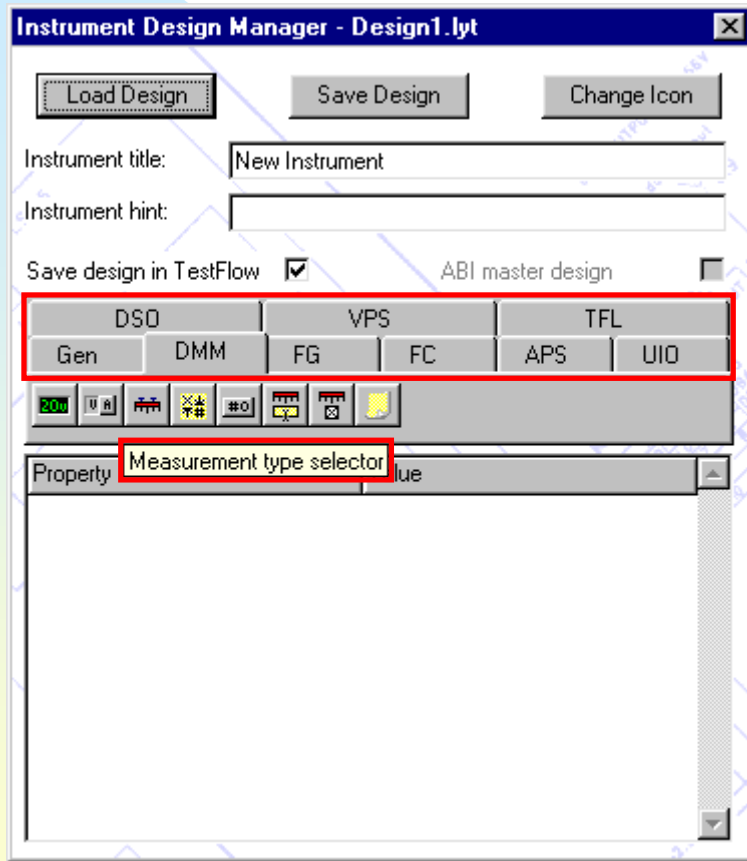 Instrument Design Manager - Design1.lyt
Load Design Save Design Change Icon
Instrument title: New Instrument
Instrument hint:
Save design in TestFlow ABI master design
DSO VPS TFL
Gen DMM FG FC APS UIO
20v V A #0
Measurement type selector
Property lue